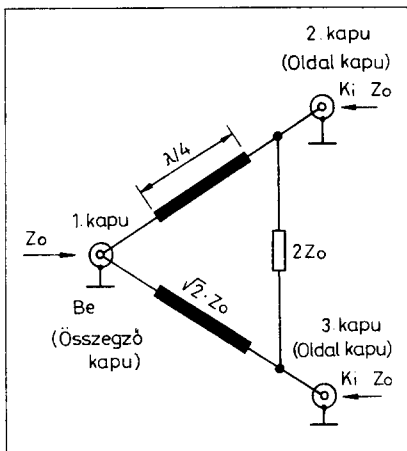 2. kapu
(Oldal kapu)
Ki Zo
λ/4
1. kapu
Zo
2Zo
Be
(Összegző
kapu)
√2·Zo
3. kapu
(Oldal kapu)
Ki Zo